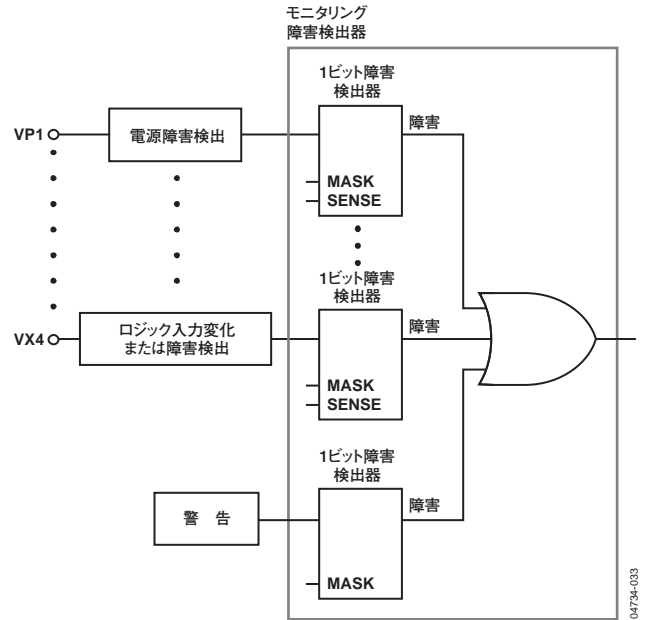 モニタリング
障害検出器
1ビット障害
検出器
障害
VP1
電源障害検出
MASK
SENSE
1ビット障害
検出器
障害
VX4
ロジック入力変化
または障害検出
MASK
SENSE
1ビット障害
検出器
障害
警 告
MASK
04734-033